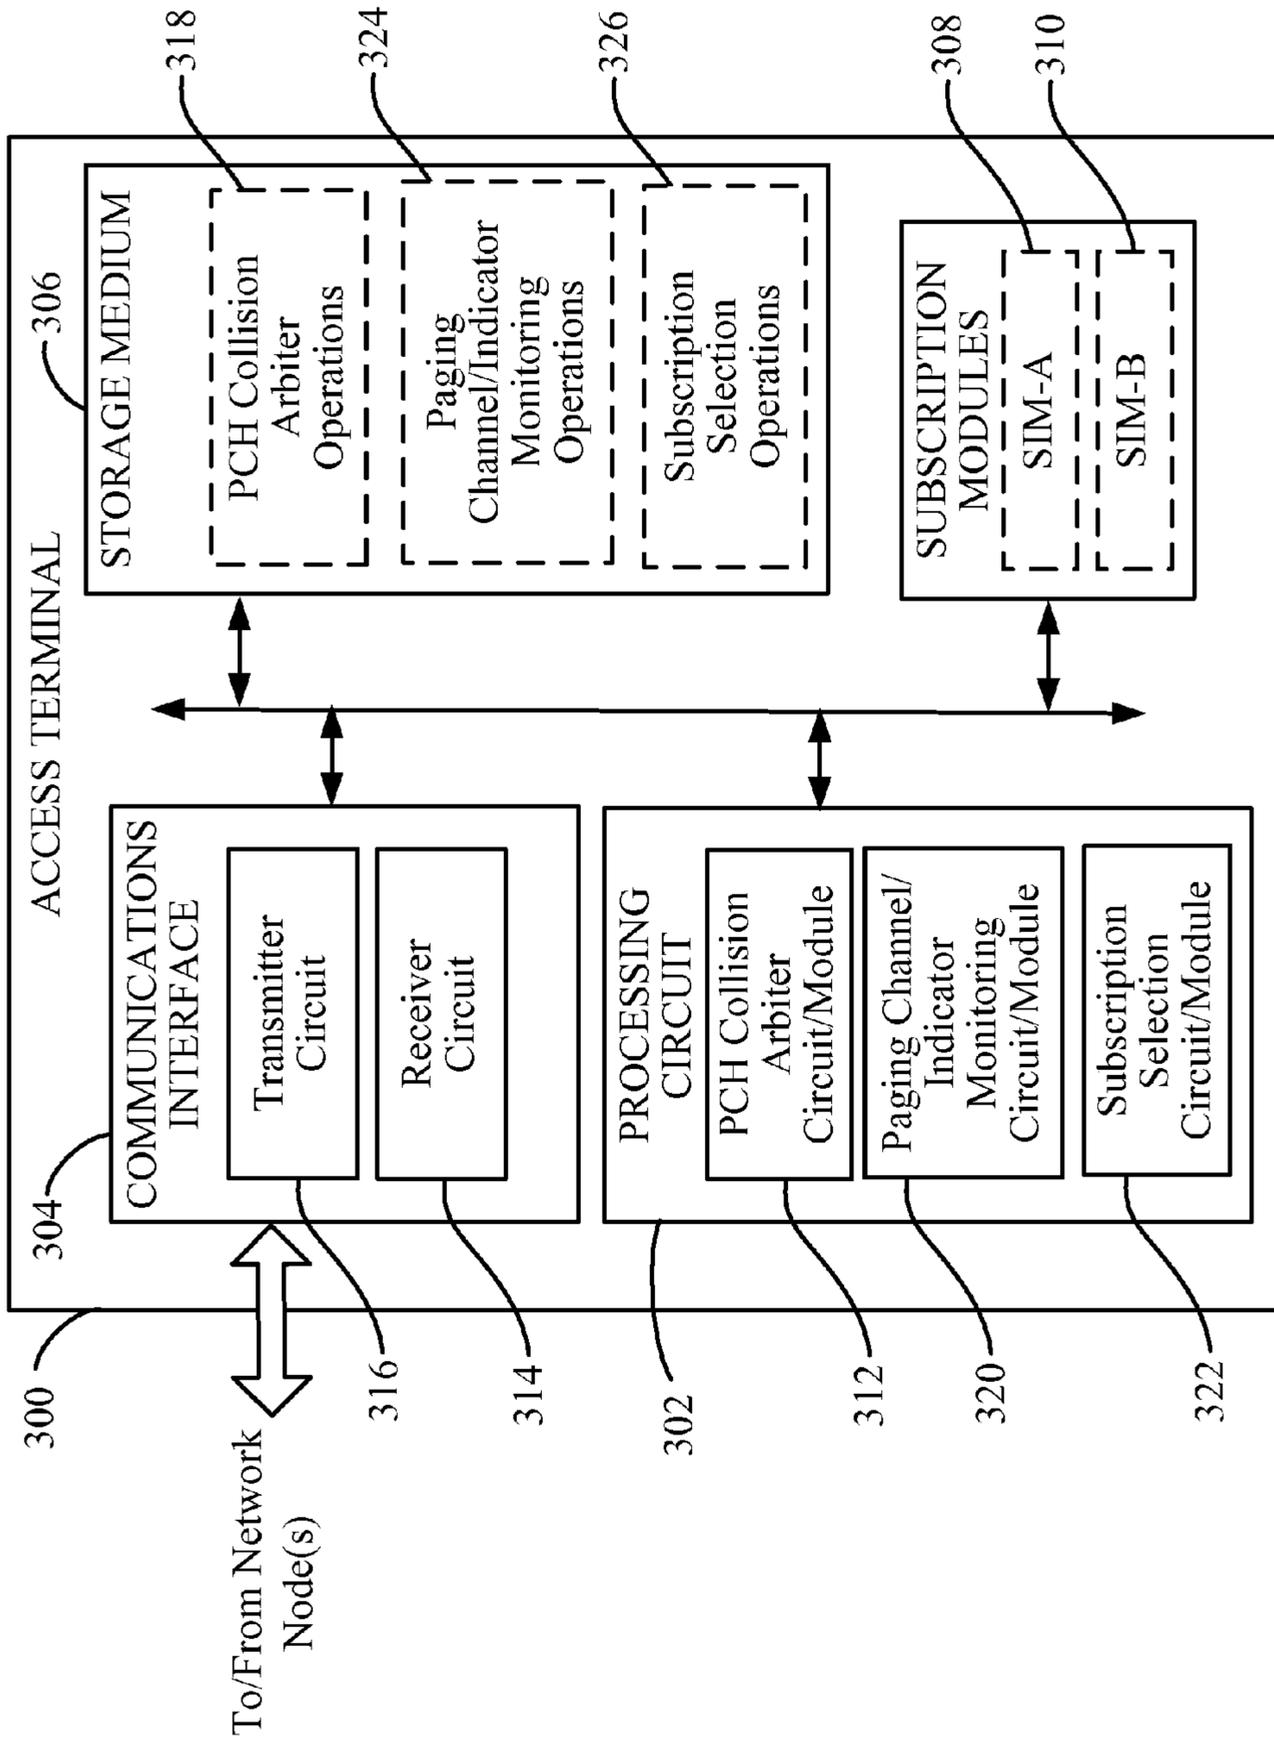 ACCESS TERMINAL
300
304
COMMUNICATIONS
INTERFACE
Transmitter
Circuit
Receiver
Circuit
316
314
To/From Network
Node(s)
306
STORAGE MEDIUM
PCH Collision
Arbiter
Operations
318
Paging
Channel/Indicator
Monitoring
Operations
324
Subscription
Selection
Operations
326
302
PROCESSING
CIRCUIT
PCH Collision
Arbiter
Circuit/Module
312
Paging Channel/
Indicator
Monitoring
Circuit/Module
320
Subscription
Selection
Circuit/Module
322
SUBSCRIPTION
MODULES
SIM-A
308
SIM-B
310